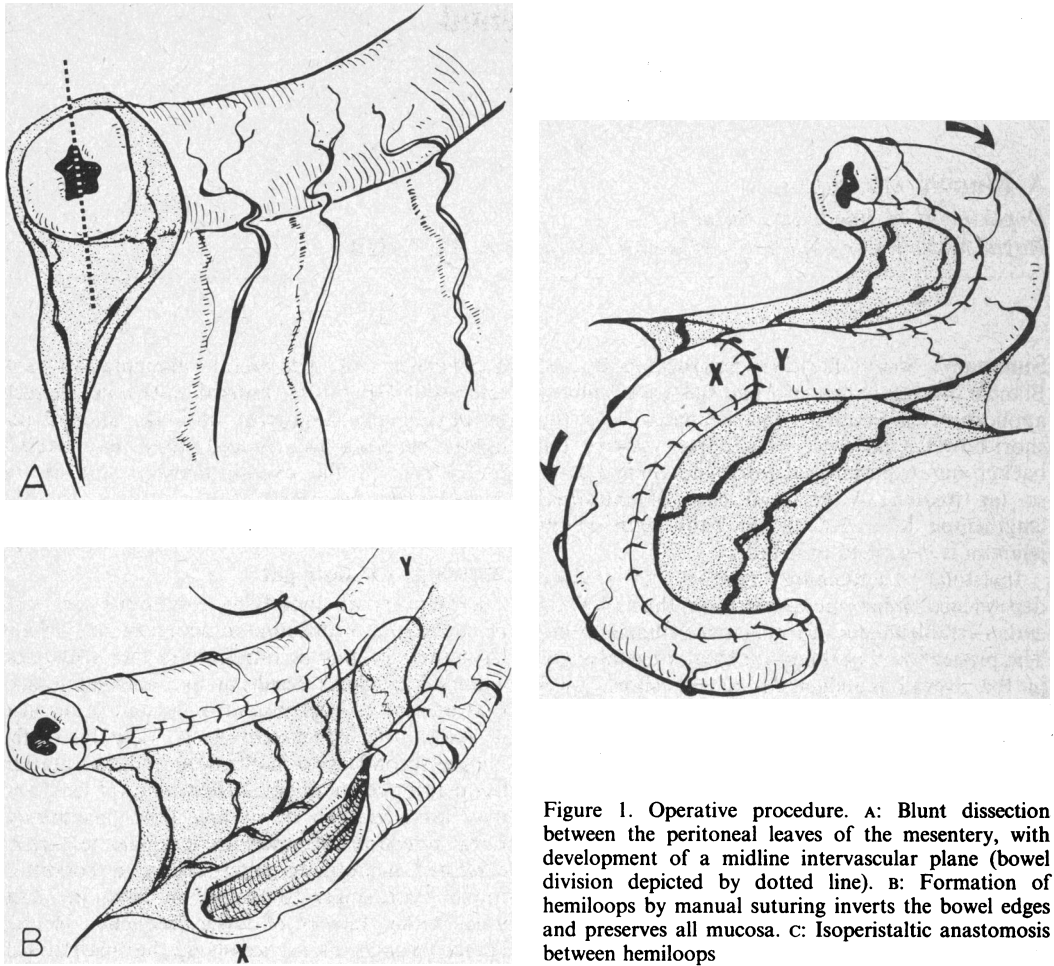 A
B
X
Y
C
X
Y
Figure 1. Operative procedure. A: Blunt dissection
between the peritoneal leaves of the mesentery, with
development of a midline intervascular plane (bowel
division depicted by dotted line). B: Formation of
hemiloops by manual suturing inverts the bowel edges
and preserves all mucosa. C: Isoperistaltic anastomosis
between hemiloops